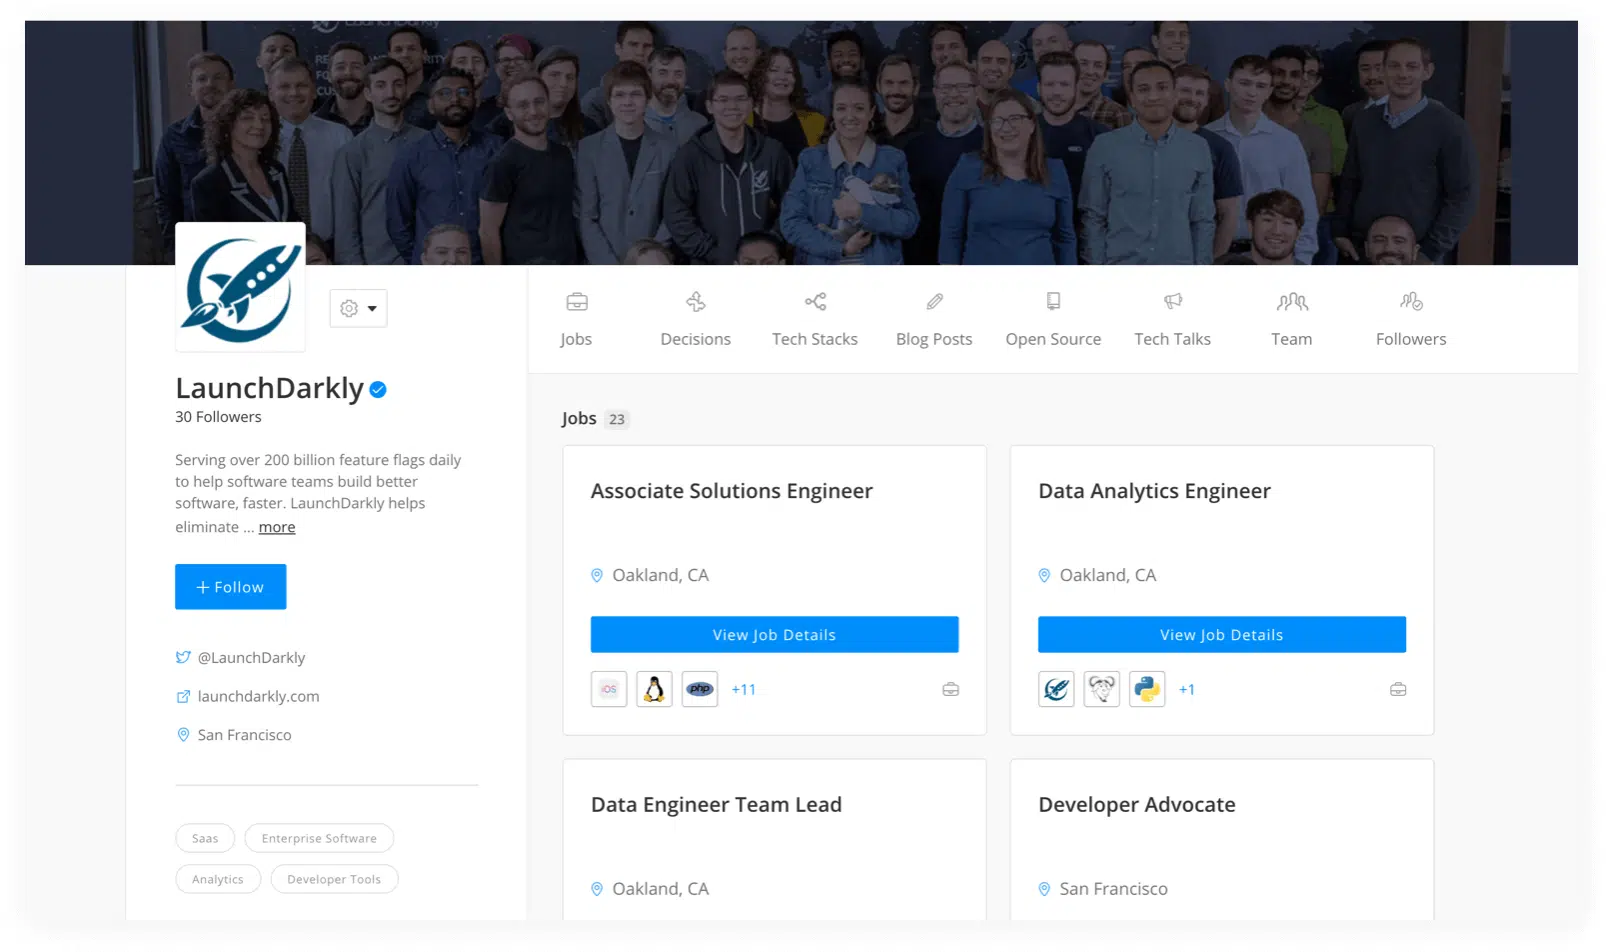 LaunchDarkly
Jobs
Decisions
Tech Stacks
Blog Posts
Open Source
Tech Talks
Team
Followers
LaunchDarkly
30 Followers
Serving over 200 billion feature flags daily
to help software teams build better
software, faster. LaunchDarkly helps
eliminate ... more
+ Follow
@LaunchDarkly
launchdarkly.com
San Francisco
Saas
Enterprise Software
Analytics
Developer Tools
Jobs 23
Associate Solutions Engineer
Oakland, CA
View Job Details
iOS
php
+11
Data Analytics Engineer
Oakland, CA
View Job Details
+1
Data Engineer Team Lead
Oakland, CA
Developer Advocate
San Francisco